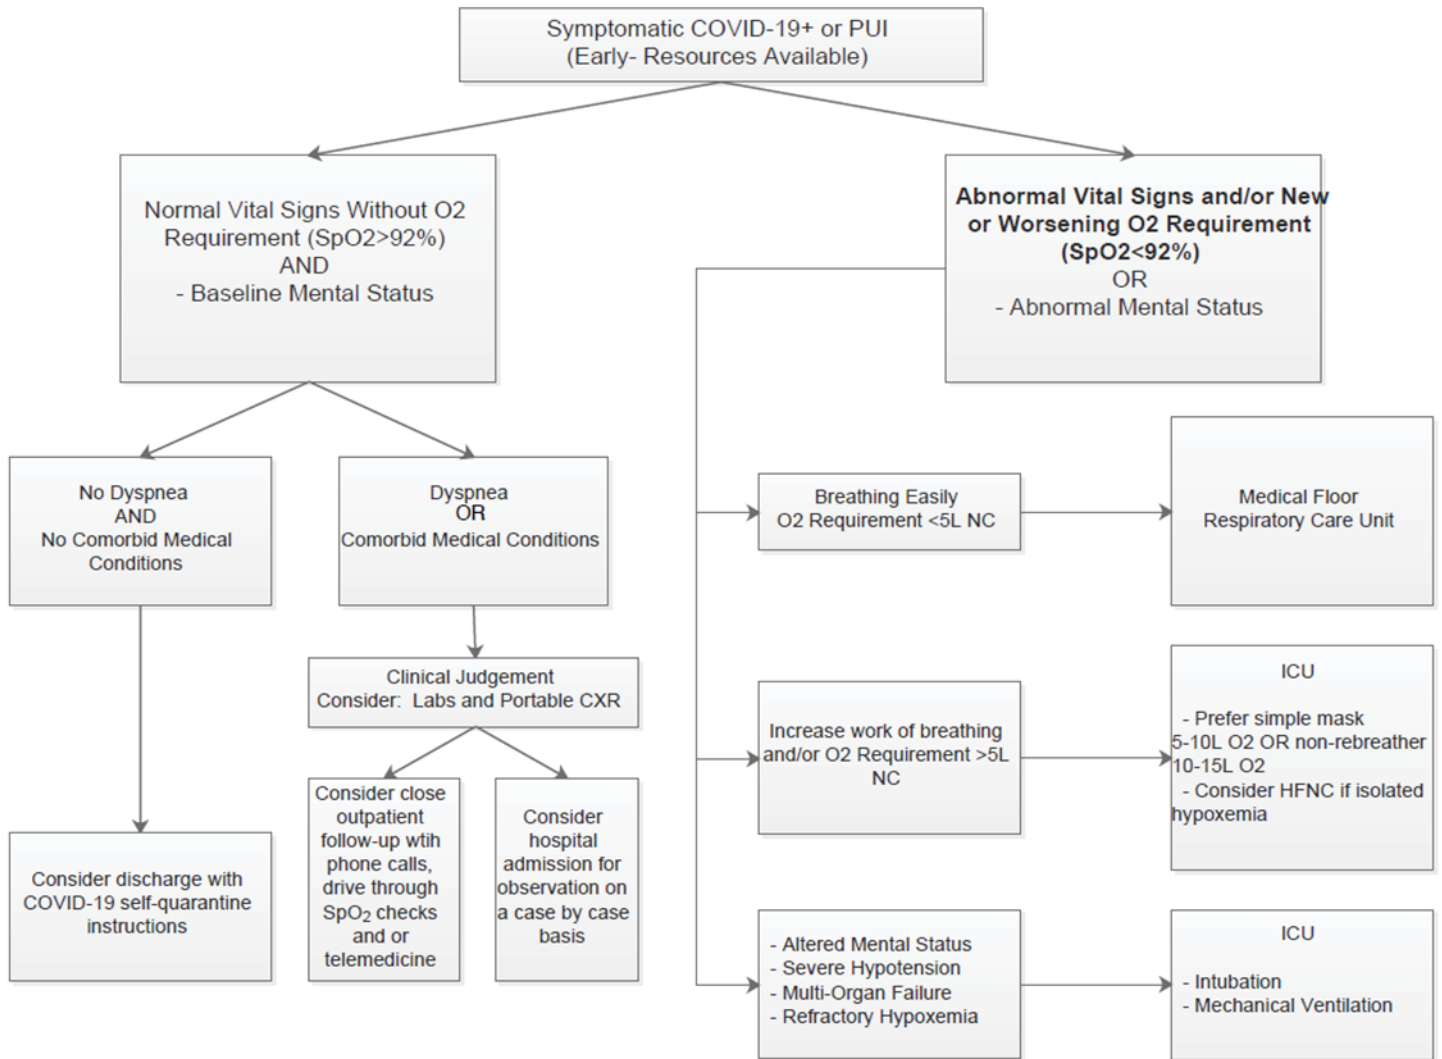 Symptomatic COVID-19+ or PUI
(Early- Resources Available)
Normal Vital Signs Without O2
Requirement (SpO2>92%)
AND
- Baseline Mental Status
Abnormal Vital Signs and/or New
or Worsening O2 Requirement
(SpO2<92%)
OR
- Abnormal Mental Status
No Dyspnea
AND
No Comorbid Medical
Conditions
Dyspnea
OR
Comorbid Medical Conditions
Breathing Easily
O2 Requirement <5L NC
Medical Floor
Respiratory Care Unit
Clinical Judgement
Consider: Labs and Portable CXR
Increase work of breathing
and/or O2 Requirement >5L
NC
ICU
- Prefer simple mask
5-10L O2 OR non-rebreather
10-15L O2
- Consider HFNC if isolated
hypoxemia
Consider discharge with
COVID-19 self-quarantine
instructions
Consider close
outpatient
follow-up wtih
phone calls,
drive through
SpO2 checks
and or
telemedicine
Consider
hospital
admission for
observation on
a case by case
basis
- Altered Mental Status
- Severe Hypotension
- Multi-Organ Failure
- Refractory Hypoxemia
ICU
- Intubation
- Mechanical Ventilation